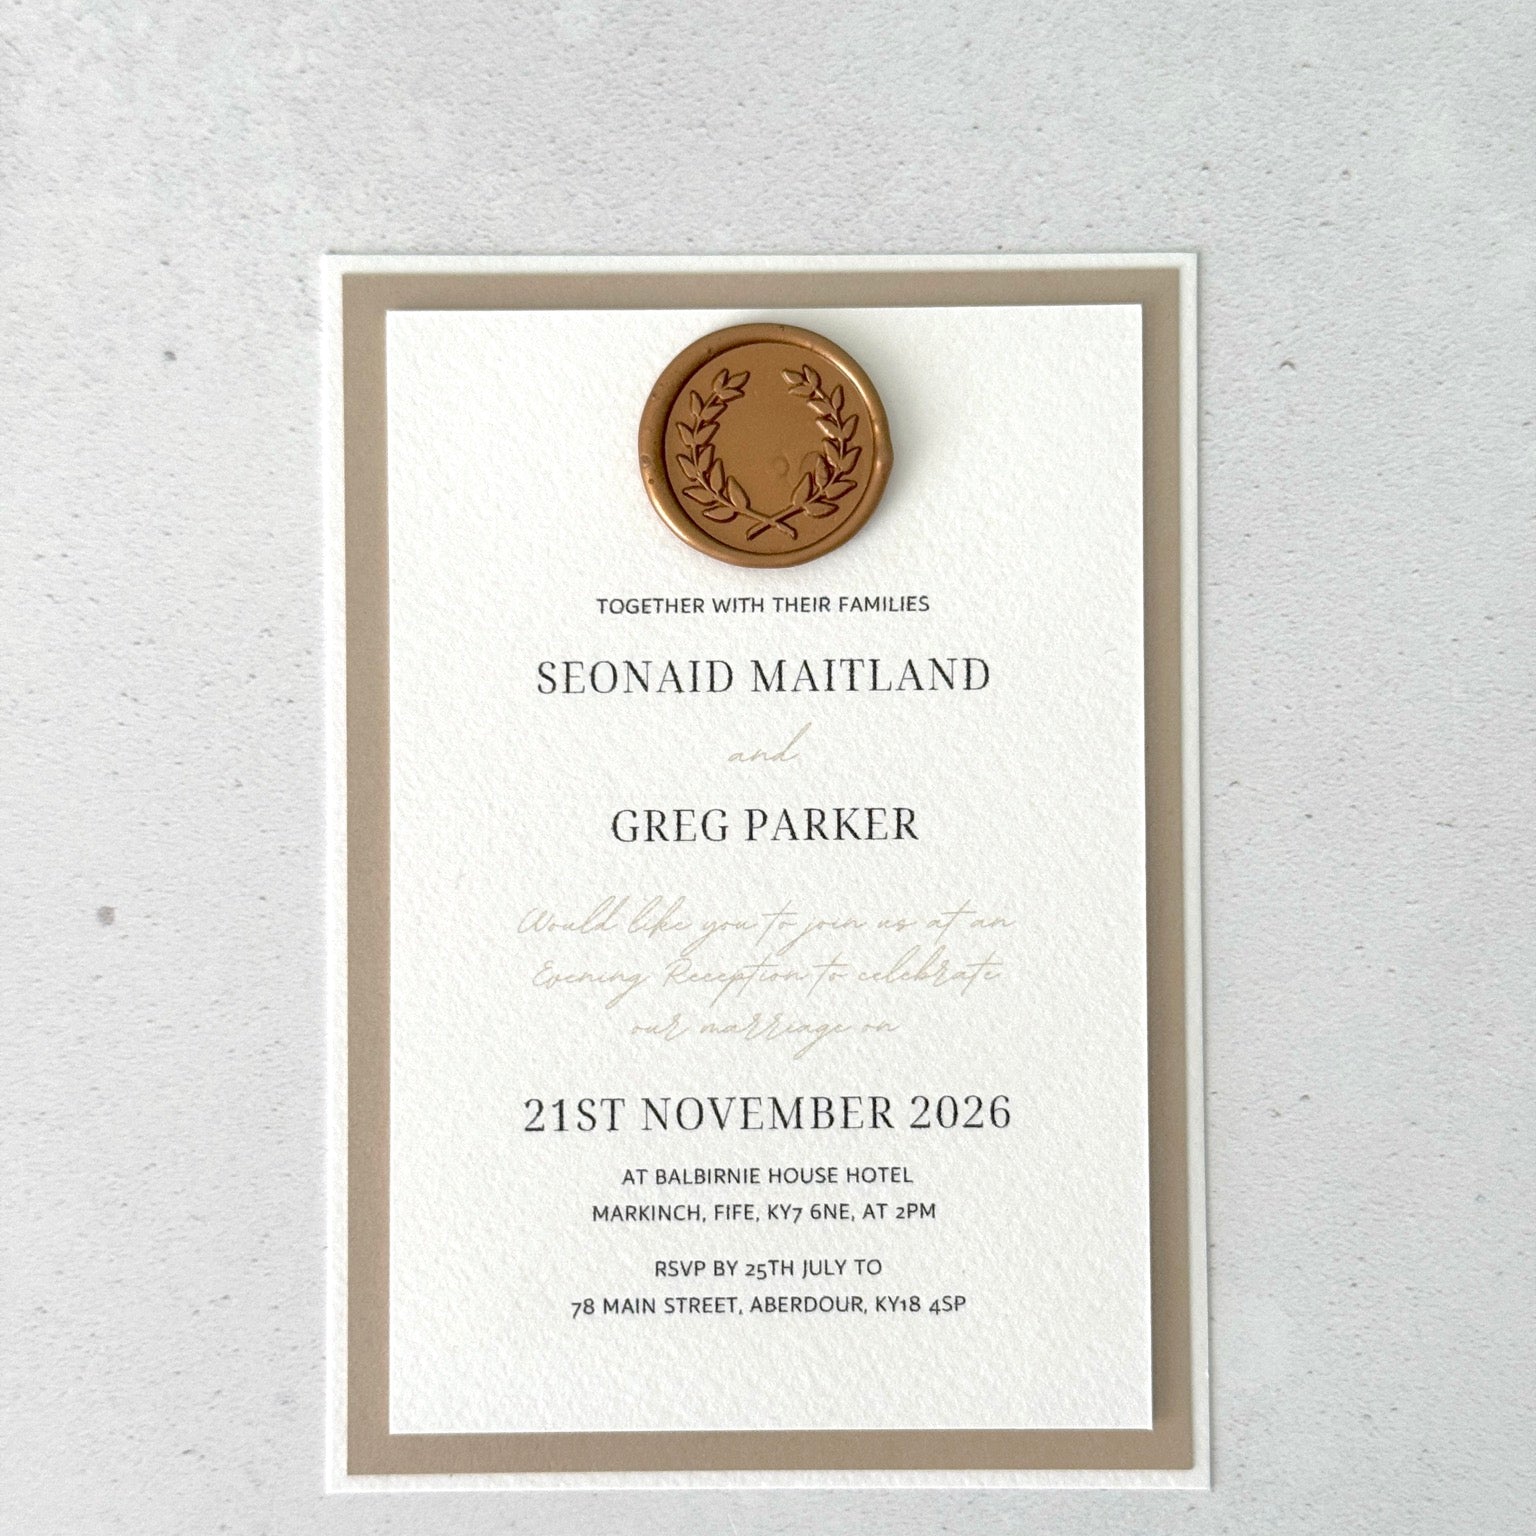 TOGETHER WITH THEIR FAMILIES
SEONAID MAITLAND
and
GREG PARKER
Would like you to join us at an
Evening Reception to celebrate
our marriage on
21ST NOVEMBER 2026
AT BALBIRNIE HOUSE HOTEL
MARKINCH, FIFE, KY7 6NE, AT 2PM
RSVP BY 25TH JULY TO
78 MAIN STREET, ABERDOUR, KY18 4SP